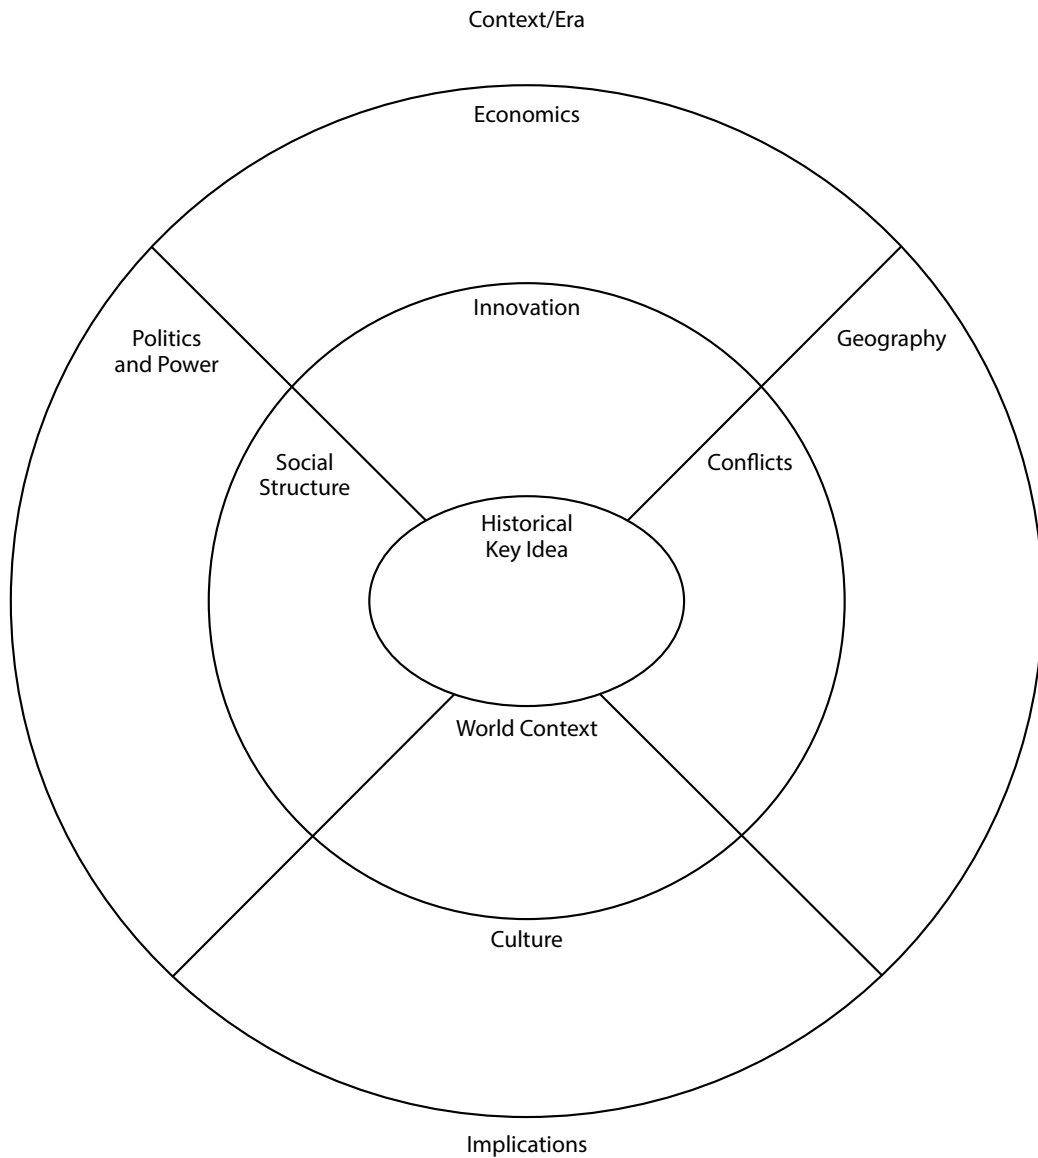 Context/Era
Economics
Innovation
Politics
and Power
Geography
Social
Structure
Conflicts
Historical
Key Idea
World Context
Culture
Implications